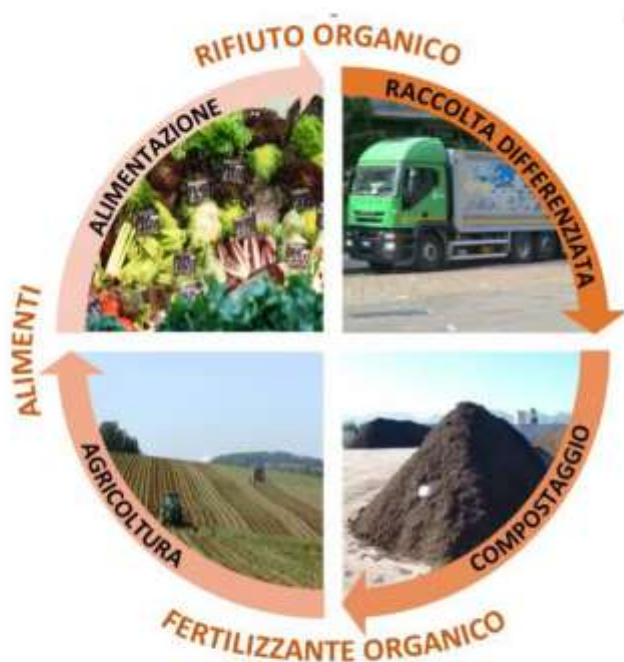 RIFIUTO ORGANICO
ALIMENTAZIONE
RACCOLTA DIFFERENZIATA
ALIMENTI
AGRICOLTURA
COMPOSTAGGIO
FERTILIZZANTE ORGANICO